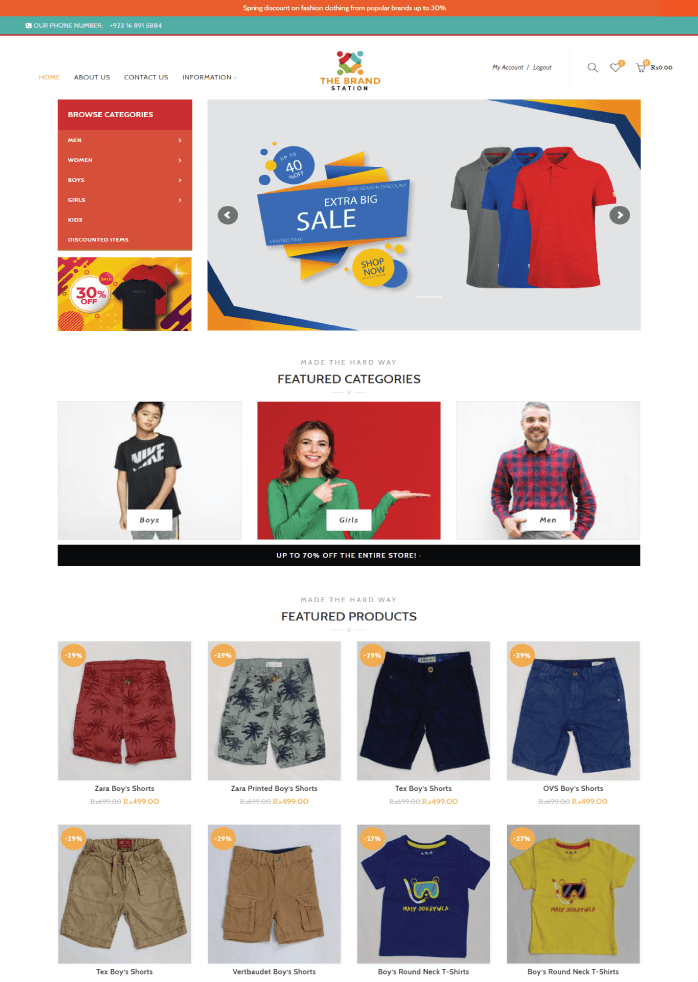 Spring discount on fashion clothing from popular brands up to 30%
OUR PHONE NUMBER: +923 16 891 5884
HOME ABOUT US CONTACT US INFORMATION
THE BRAND
STATION
My Account / Logout
0
0
Rs0.00
BROWSE CATEGORIES
MEN
WOMEN
BOYS
GIRLS
KIDS
DISCOUNTED ITEMS
SALE
30%
OFF
UP TO
40
%OFF
END SEASON DISCOUNT
EXTRA BIG
SALE
LIMITED TIME
SHOP
NOW
MADE THE HARD WAY
FEATURED CATEGORIES
NIKE
Boys
Girls
Men
UP TO 70% OFF THE ENTIRE STORE! -
MADE THE HARD WAY
FEATURED PRODUCTS
-29% -29% -29% -29%
Zara Boy's Shorts Zara Printed Boy's Shorts Tex Boy's Shorts OVS Boy's Shorts
Rs699.00 Rs499.00 Rs699.00 Rs499.00 Rs699.00 Rs499.00 Rs699.00 Rs499.00
-29% -29% -27% -27%
MAŁY ODKRYWCA MAŁY ODKRYWCA
Tex Boy's Shorts Vertbaudet Boy's Shorts Boy's Round Neck T-Shirts Boy's Round Neck T-Shirts